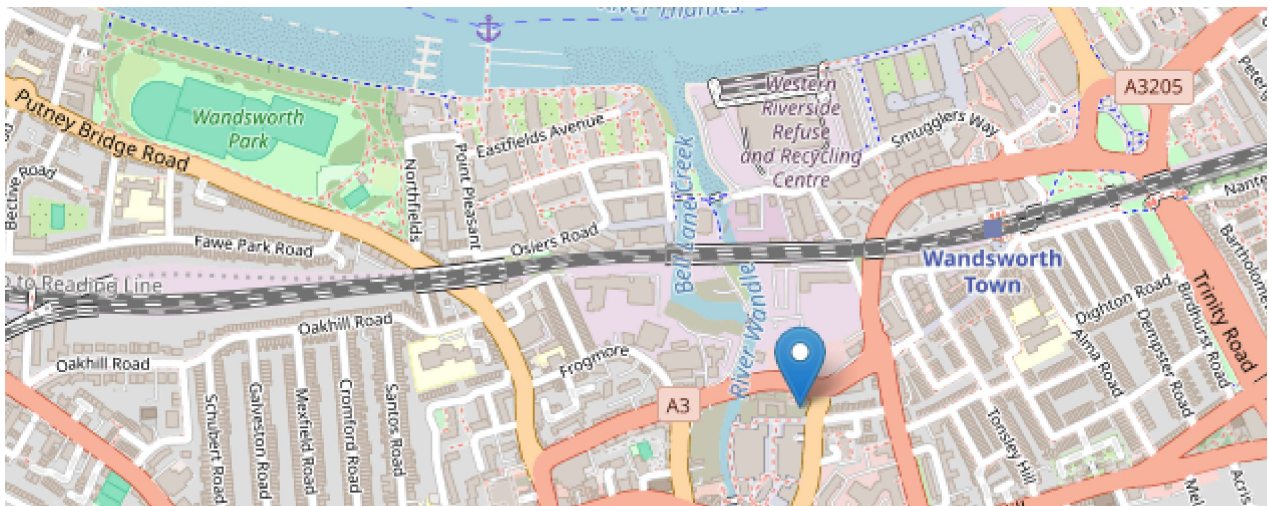 River Thames
A3205
Putney Bridge Road
Wandsworth
Park
Western
Riverside
Refuse
and Recycling
Centre
Smugglers Way
Eastfields Avenue
Bective Road
Northfields
Point Pleasant
Bell Lane Creek
Osiers Road
Fawe Park Road
to Reading Line
Wandsworth
Town
River Wandle
Trinity Road
Oakhill Road
Dighton Road
Birdhurst Road
Oakhill Road
Frogmore
Alma Road
Dempster Road
A3
Schubert Road
Galveston Road
Mexfield Road
Cromford Road
Santos Road
Tonsley Hill